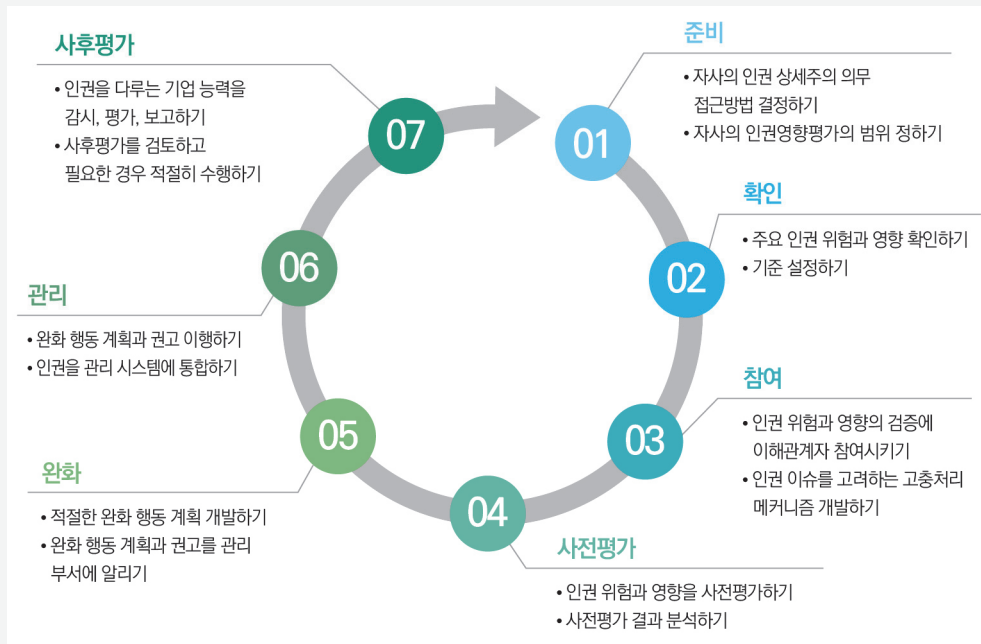 01
준비
• 자사의 인권 상세주의 의무
접근방법 결정하기
• 자사의 인권영향평가의 범위 정하기
02
확인
• 주요 인권 위험과 영향 확인하기
• 기준 설정하기
03
참여
• 인권 위험과 영향의 검증에
이해관계자 참여시키기
• 인권 이슈를 고려하는 고충처리
메커니즘 개발하기
04
사전평가
• 인권 위험과 영향을 사전평가하기
• 사전평가 결과 분석하기
05
완화
• 적절한 완화 행동 계획 개발하기
• 완화 행동 계획과 권고를 관리
부서에 알리기
06
관리
• 완화 행동 계획과 권고 이행하기
• 인권을 관리 시스템에 통합하기
07
사후평가
• 인권을 다루는 기업 능력을
감시, 평가, 보고하기
• 사후평가를 검토하고
필요한 경우 적절히 수행하기